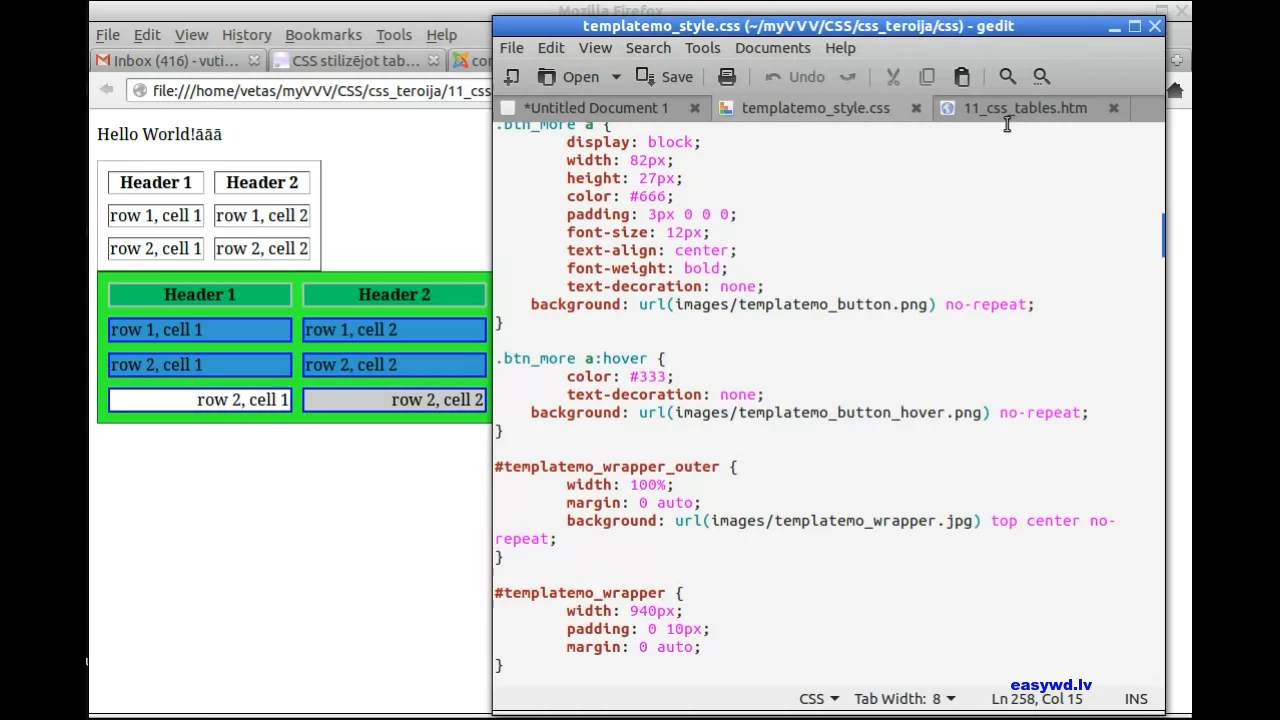 Mozilla Firefox
File Edit View History Bookmarks Tools Help
Inbox (416) - vuti... CSS stilizējot tab...
file:///home/vetas/myVVV/CSS/css_teroija/11_css
Hello World!āāā
Header 1 Header 2
row 1, cell 1 row 1, cell 2
row 2, cell 1 row 2, cell 2
Header 1 Header 2
row 1, cell 1 row 1, cell 2
row 2, cell 1 row 2, cell 2
row 2, cell 1 row 2, cell 2
templatemo_style.css (~/myVVV/CSS/css_teroija/css) - gedit
File Edit View Search Tools Documents Help
Open Save Undo
*Untitled Document 1 templatemo_style.css 11_css_tables.htm
.btn_more a {
display: block;
width: 82px;
height: 27px;
color: #666;
padding: 3px 0 0 0;
font-size: 12px;
text-align: center;
font-weight: bold;
text-decoration: none;
background: url(images/templatemo_button.png) no-repeat;
}
.btn_more a:hover {
color: #333;
text-decoration: none;
background: url(images/templatemo_button_hover.png) no-repeat;
}
#templatemo_wrapper_outer {
width: 100%;
margin: 0 auto;
background: url(images/templatemo_wrapper.jpg) top center no-
repeat;
}
#templatemo_wrapper {
width: 940px;
padding: 0 10px;
margin: 0 auto;
}
easywd.lv
CSS Tab Width: 8 Ln 258, Col 15 INS